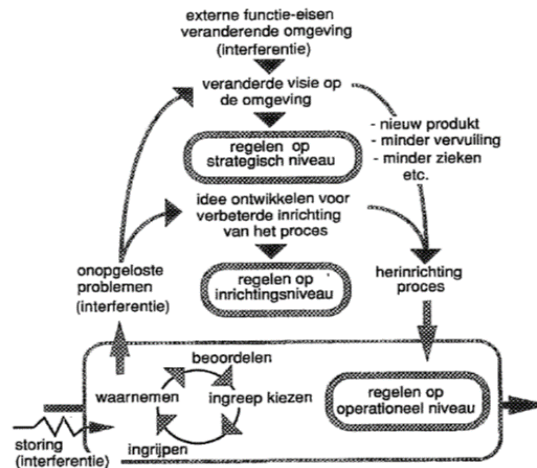 externe functie-eisen
veranderende omgeving
(interferentie)
veranderde visie op
de omgeving
- nieuw produkt
- minder vervuiling
- minder zieken
etc.
regelen op
strategisch niveau
idee ontwikkelen voor
verbeterde inrichting
van het proces
onopgeloste
problemen
(interferentie)
regelen op
inrichtingsniveau
herinrichting
proces
beoordelen
waarnemen
ingreep kiezen
ingrijpen
regelen op
operationeel niveau
storing
(interferentie)